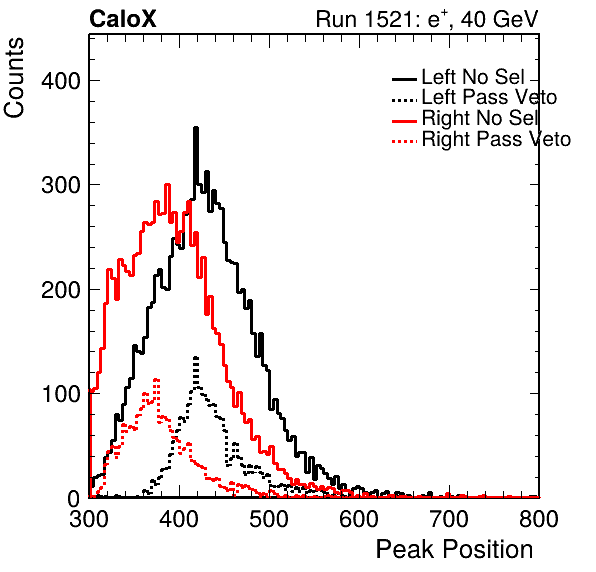 CaloX Run 1521: e⁺, 40 GeV
Counts
400
300
200
100
0
Left No Sel
Left Pass Veto
Right No Sel
Right Pass Veto
300 400 500 600 700 800
Peak Position